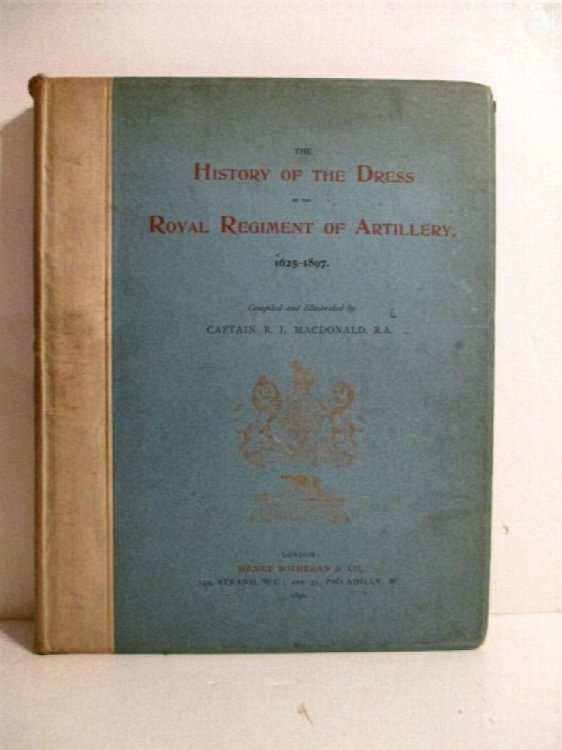 THE
HISTORY OF THE DRESS
OF THE
ROYAL REGIMENT OF ARTILLERY,
1625-1897.
Compiled and Illustrated by
CAPTAIN R. J. MACDONALD, R.A.
LONDON:
HENRY SOTHERAN & CO.,
STRAND, W.C.; AND 37, PICCADILLY, W.